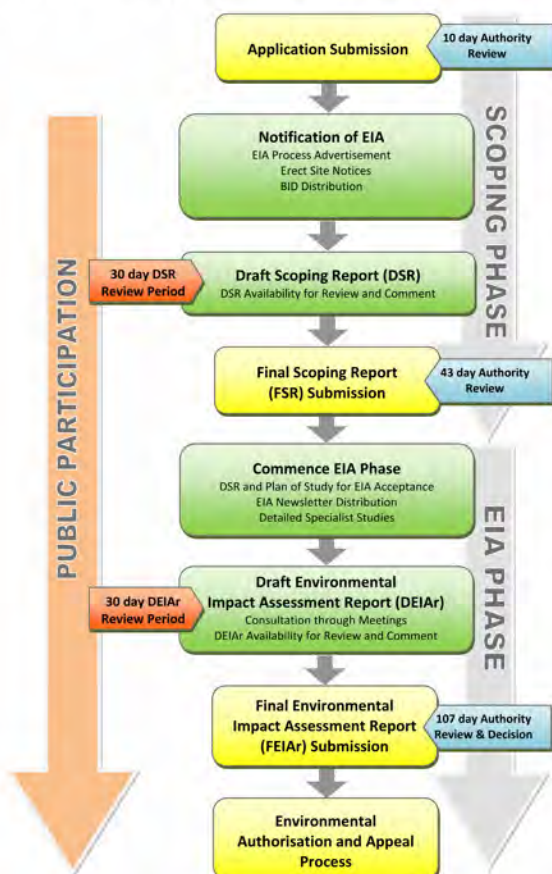 Application Submission
10 day Authority
Review
Notification of EIA
EIA Process Advertisement
Erect Site Notices
BID Distribution
SCOPING PHASE
30 day DSR
Review Period
Draft Scoping Report (DSR)
DSR Availability for Review and Comment
Final Scoping Report
(FSR) Submission
43 day Authority
Review
PUBLIC PARTICIPATION
Commence EIA Phase
DSR and Plan of Study for EIA Acceptance
EIA Newsletter Distribution
Detailed Specialist Studies
EIA PHASE
30 day DEIAr
Review Period
Draft Environmental
Impact Assessment Report (DEIAr)
Consultation through Meetings
DEIAr Availability for Review and Comment
Final Environmental
Impact Assessment Report
(FEIAr) Submission
107 day Authority
Review & Decision
Environmental
Authorisation and Appeal
Process